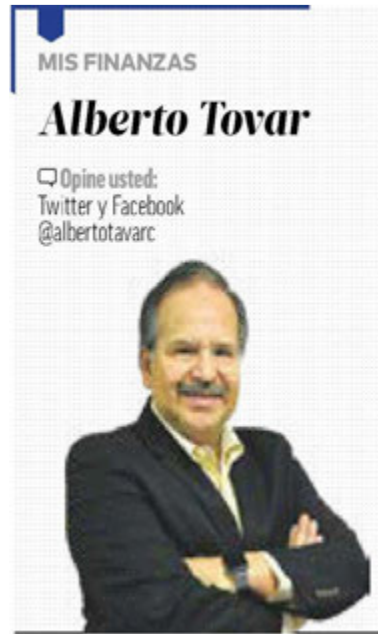 MIS FINANZAS
Alberto Tovar
Opine usted:
Twitter y Facebook
@albertotavarc